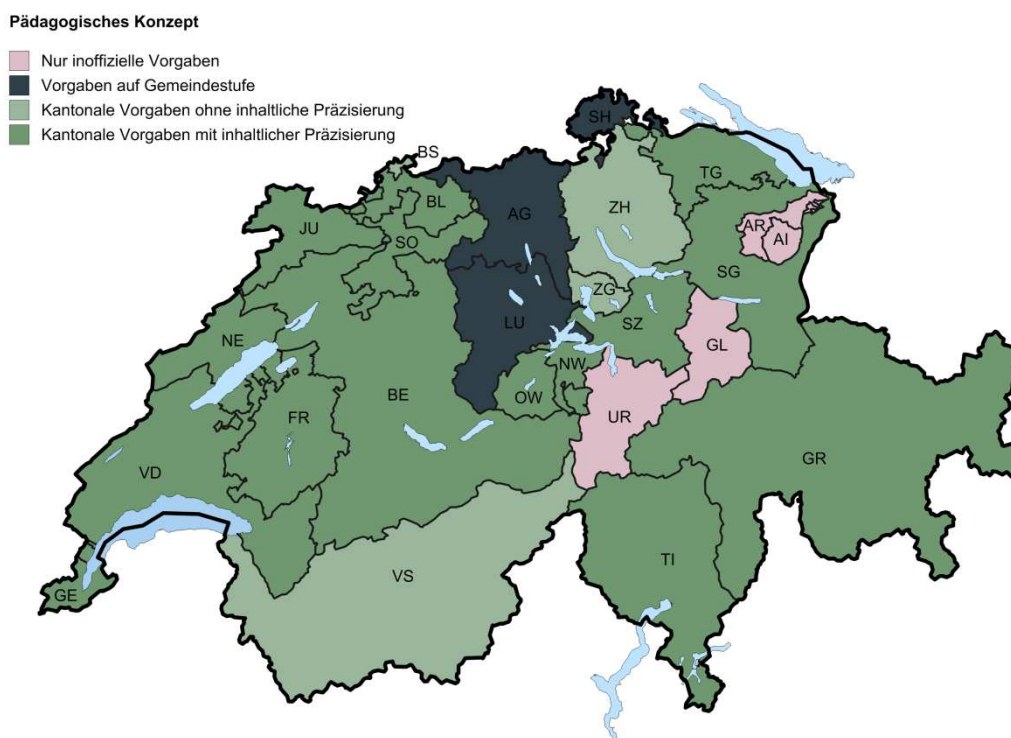 Pädagogisches Konzept
Nur inoffizielle Vorgaben
Vorgaben auf Gemeindestufe
Kantonale Vorgaben ohne inhaltliche Präzisierung
Kantonale Vorgaben mit inhaltlicher Präzisierung
SH
BS
TG
BL
AG
ZH
JU
AR
SO
AI
SG
ZG
LU
SZ
NE
GL
NW
BE
OW
FR
UR
GR
VD
TI
VS
GE